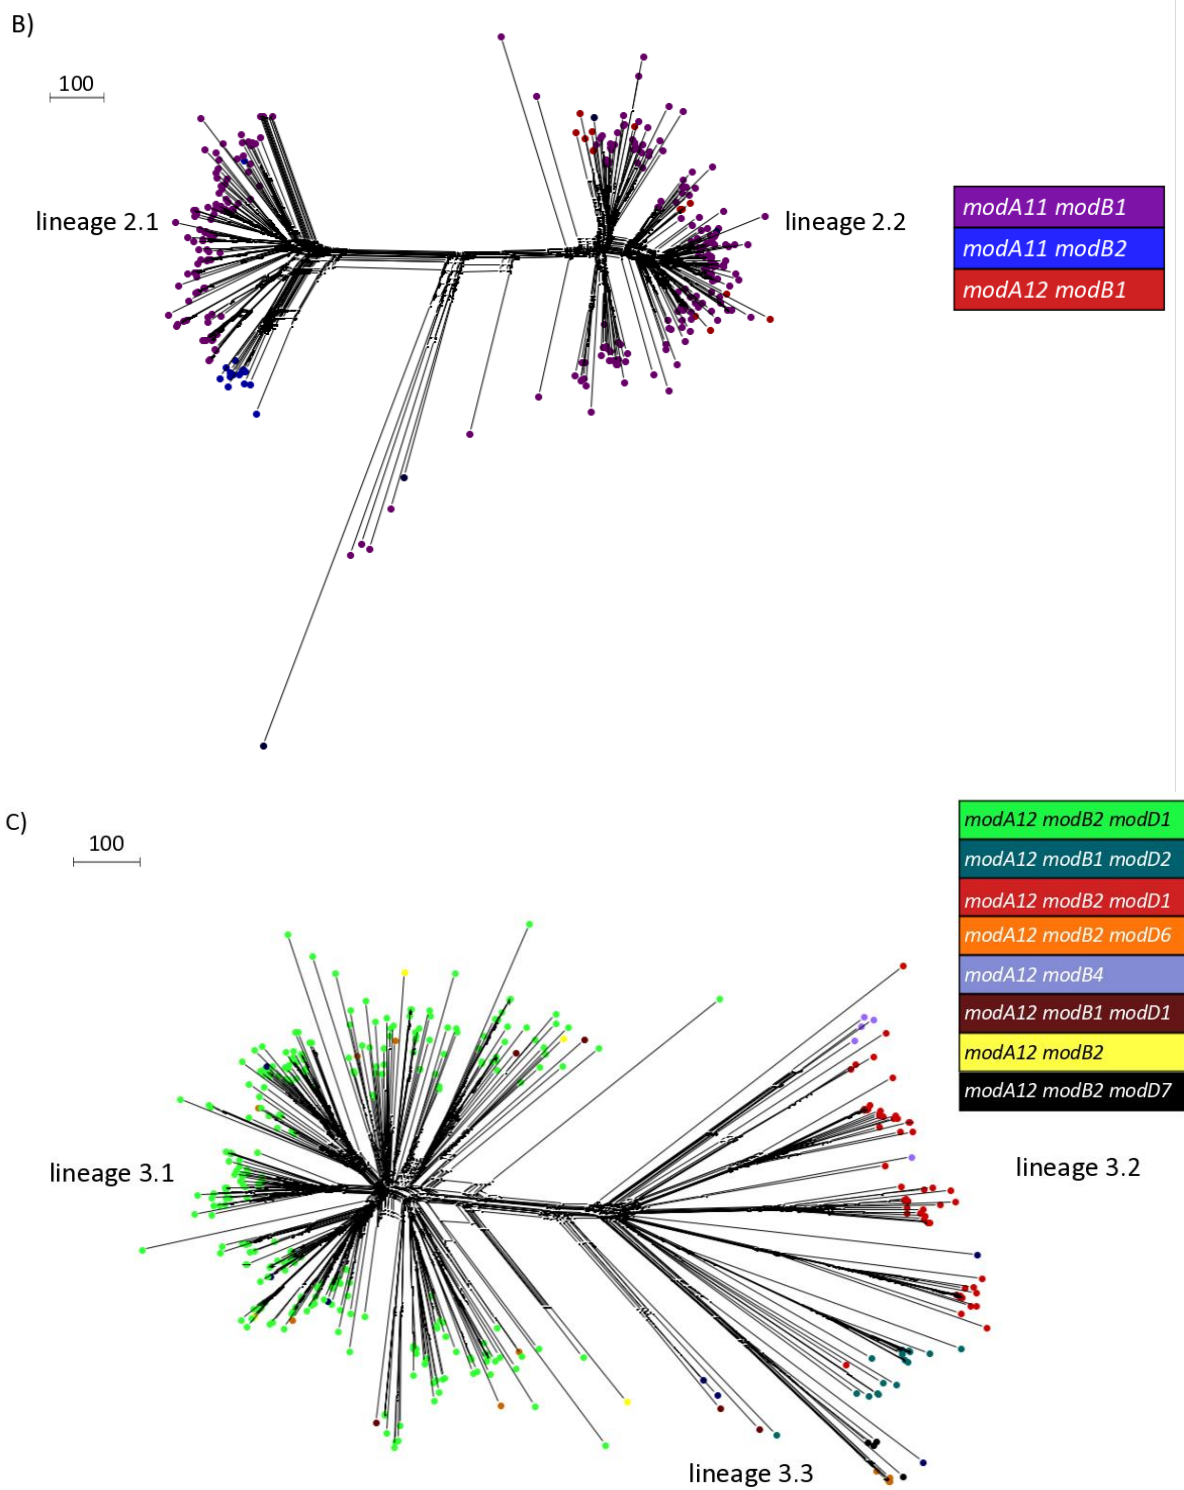 B)
100
lineage 2.1
lineage 2.2
modA11 modB1
modA11 modB2
modA12 modB1
C)
100
modA12 modB2 modD1
modA12 modB1 modD2
modA12 modB2 modD1
modA12 modB2 modD6
modA12 modB4
modA12 modB1 modD1
modA12 modB2
modA12 modB2 modD7
lineage 3.1
lineage 3.2
lineage 3.3